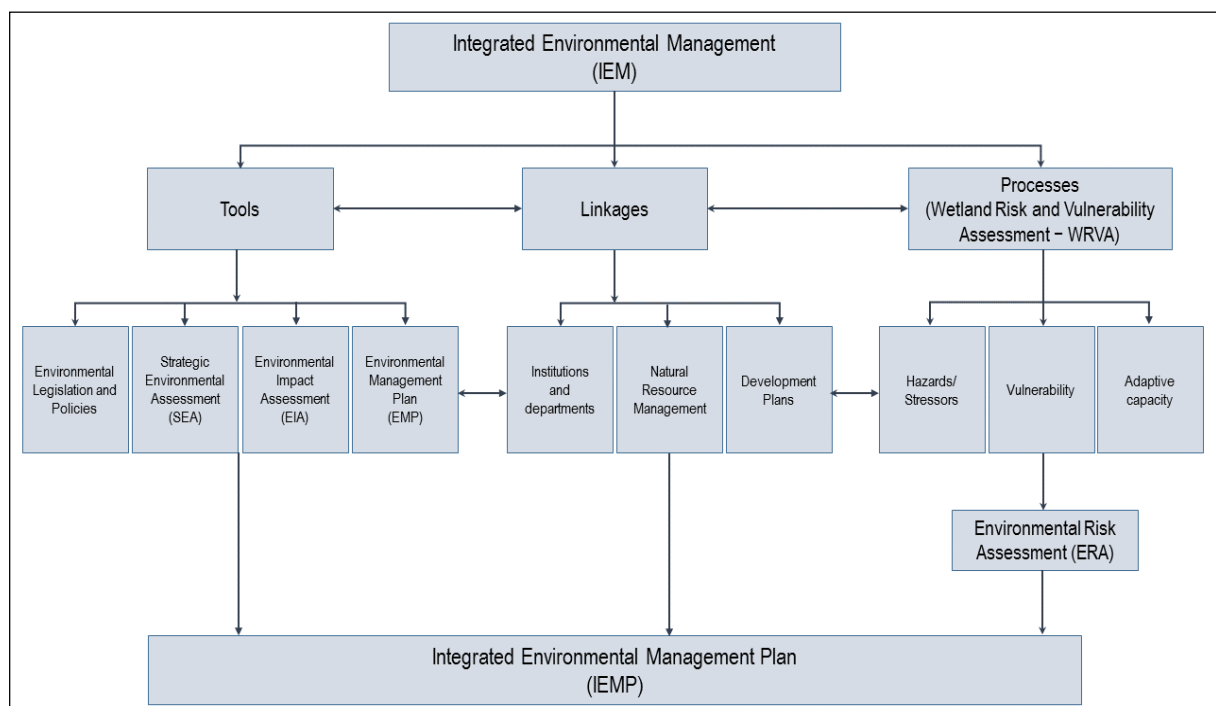 Integrated Environmental Management
(IEM)
Tools
Linkages
Processes
(Wetland Risk and Vulnerability
Assessment – WRVA)
Environmental
Legislation and
Policies
Strategic
Environmental
Assessment
(SEA)
Environmental
Impact
Assessment
(EIA)
Environmental
Management
Plan
(EMP)
Institutions
and
departments
Natural
Resource
Management
Development
Plans
Hazards/
Stressors
Vulnerability
Adaptive
capacity
Environmental Risk
Assessment (ERA)
Integrated Environmental Management Plan
(IEMP)